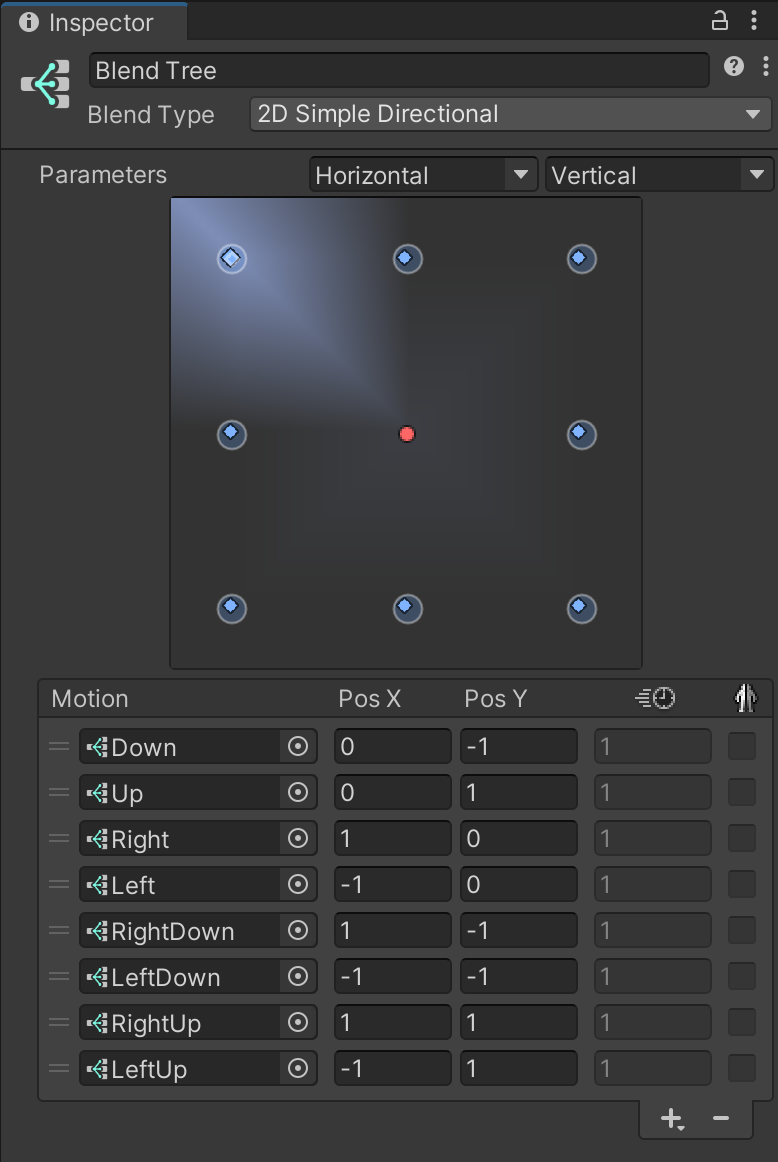 Inspector
Blend Tree
Blend Type 2D Simple Directional
Parameters Horizontal Vertical
Motion Pos X Pos Y
Down 0 -1 1
Up 0 1 1
Right 1 0 1
Left -1 0 1
RightDown 1 -1 1
LeftDown -1 -1 1
RightUp 1 1 1
LeftUp -1 1 1